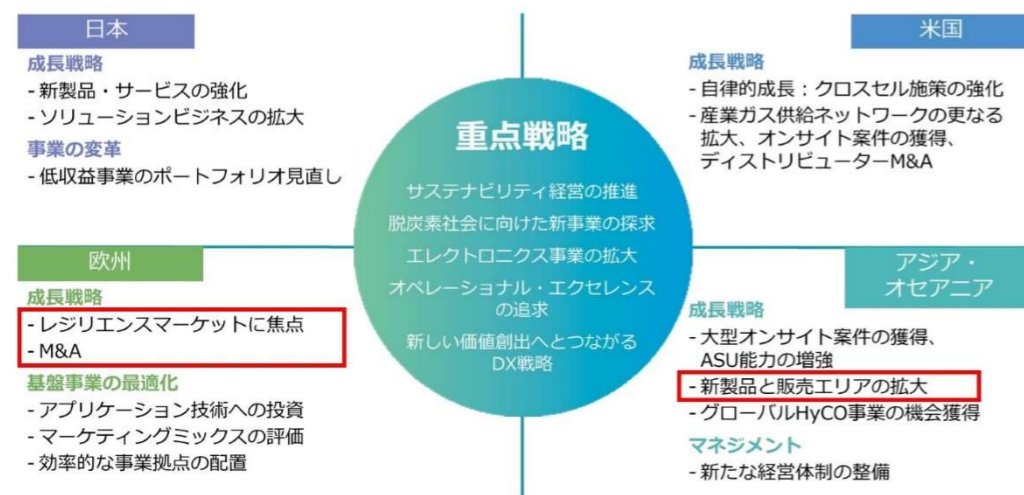 日本
成長戦略
- 新製品・サービスの強化
- ソリューションビジネスの拡大
事業の変革
- 低収益事業のポートフォリオ見直し
米国
成長戦略
- 自律的成長：クロスセル施策の強化
- 産業ガス供給ネットワークの更なる
拡大、オンサイト案件の獲得、
ディストリビューターM&A
重点戦略
サステナビリティ経営の推進
脱炭素社会に向けた新事業の探求
エレクトロニクス事業の拡大
オペレーショナル・エクセレンス
の追求
新しい価値創出へとつながる
DX戦略
欧州
成長戦略
- レジリエンスマーケットに焦点
- M&A
基盤事業の最適化
- アプリケーション技術への投資
- マーケティングミックスの評価
- 効率的な事業拠点の配置
アジア・
オセアニア
成長戦略
- 大型オンサイト案件の獲得、
ASU能力の増強
- 新製品と販売エリアの拡大
- グローバルHyCO事業の機会獲得
マネジメント
- 新たな経営体制の整備